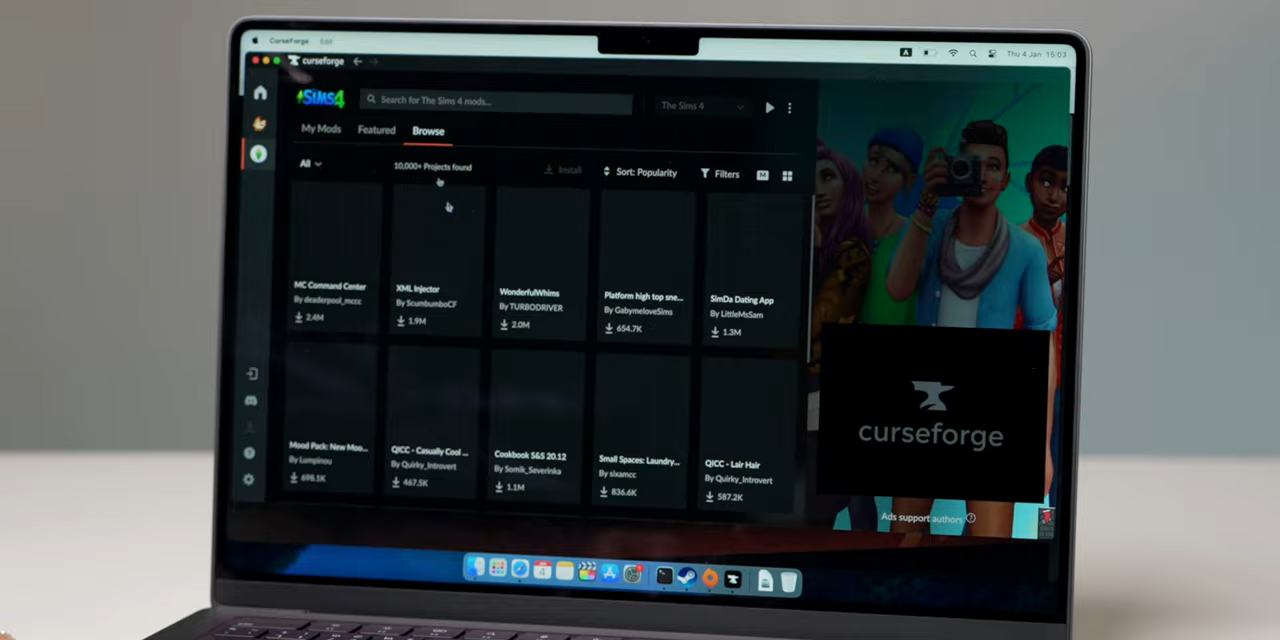 CurseForge Edit
A
Thu 4 Jan 15:03
curseforge
SIMS4
Search for The Sims 4 mods...
The Sims 4
My Mods Featured Browse
All
10,000+ Projects found
Install
Sort: Popularity
Filters
M
MC Command Center
By deaderpool_mccc
2.4M
XML Injector
By ScumbumboCF
1.9M
WonderfulWhims
By TURBODRIVER
2.0M
Platform high top sne...
By GabymeloveSims
654.7K
SimDa Dating App
By LittleMsSam
1.3M
Mood Pack: New Moo...
By Lumpinou
698.1K
QICC - Casually Cool ...
By Quirky_Introvert
467.5K
Cookbook S&S 20.12
By Somik_Severinka
1.1M
Small Spaces: Laundry...
By sixamcc
836.6K
QICC - Lair Hair
By Quirky_Introvert
587.2K
curseforge
Ads support authors
4